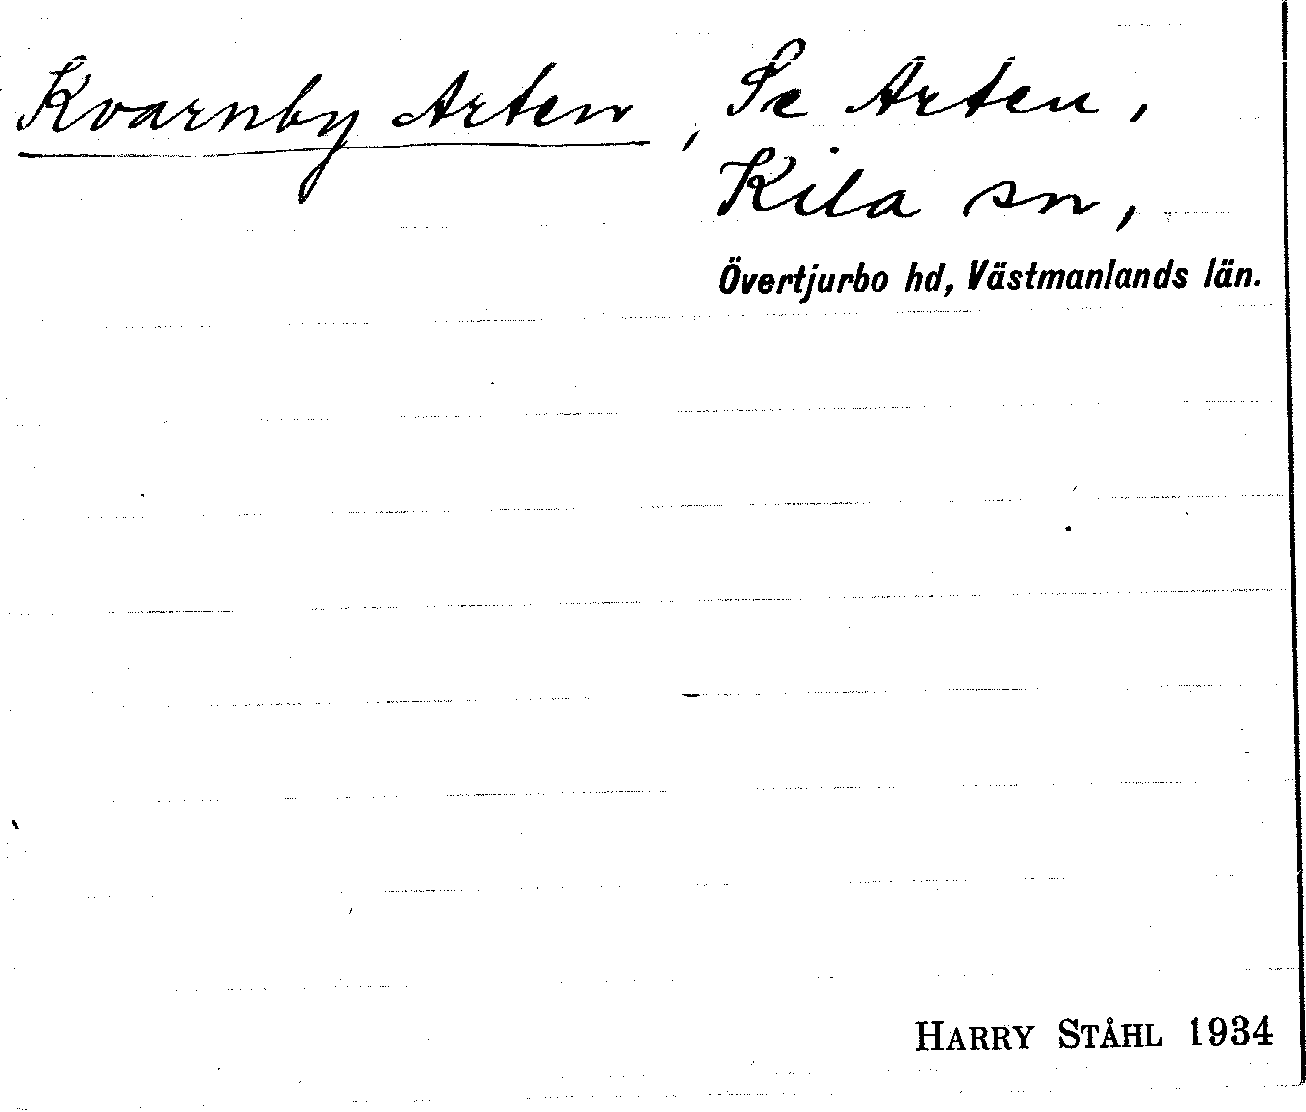 Kvarnby Arten, Se Arten,
Kila sn,
Övertjurbo hd, Västmanlands län.
HARRY STÅHL 1934